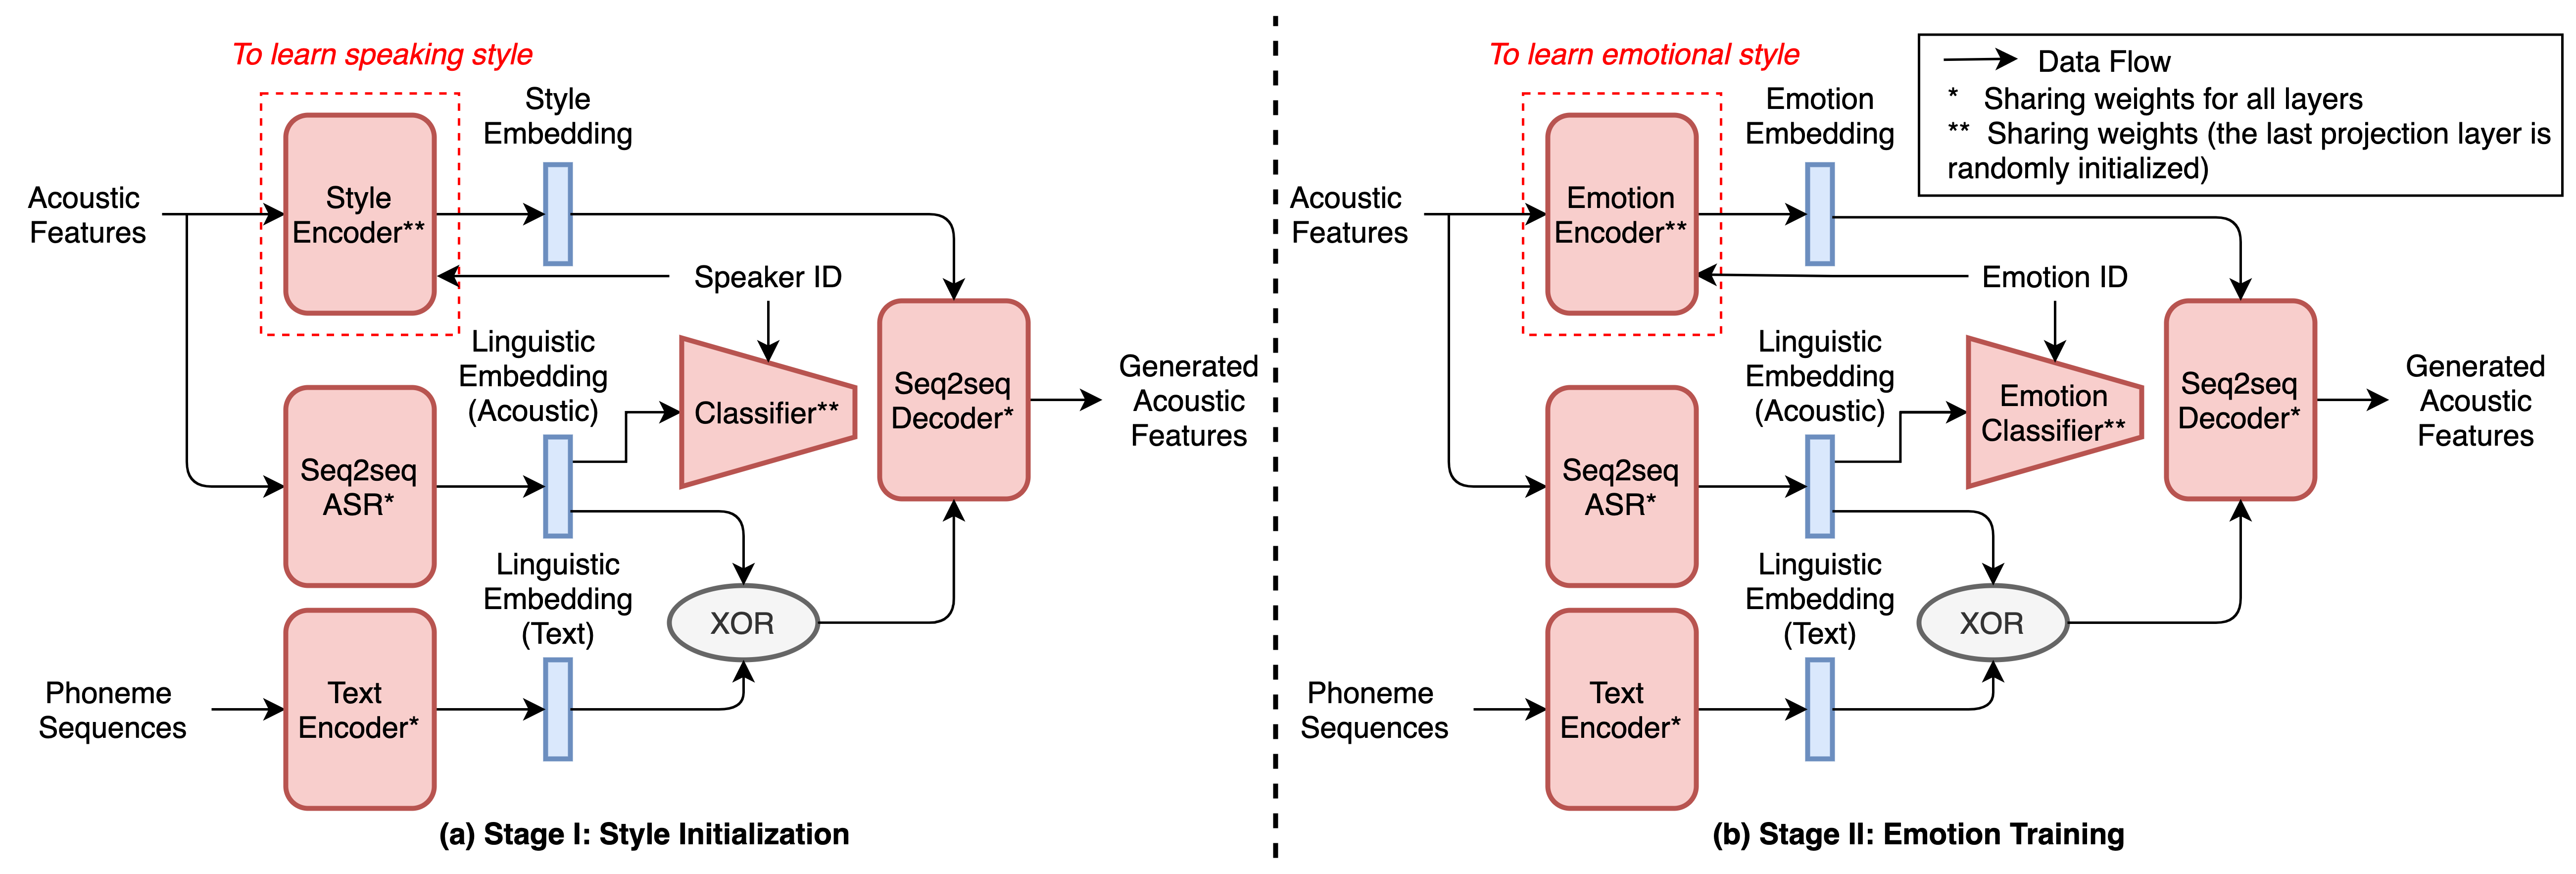 To learn speaking style
Style
Embedding
Acoustic
Features
Style
Encoder**
Speaker ID
Linguistic
Embedding
(Acoustic)
Classifier**
Seq2seq
Decoder*
Generated
Acoustic
Features
Seq2seq
ASR*
Linguistic
Embedding
(Text)
XOR
Phoneme
Sequences
Text
Encoder*
(a) Stage I: Style Initialization
To learn emotional style
Emotion
Embedding
Data Flow
* Sharing weights for all layers
** Sharing weights (the last projection layer is
randomly initialized)
Acoustic
Features
Emotion
Encoder**
Emotion ID
Linguistic
Embedding
(Acoustic)
Emotion
Classifier**
Seq2seq
Decoder*
Generated
Acoustic
Features
Seq2seq
ASR*
Linguistic
Embedding
(Text)
XOR
Phoneme
Sequences
Text
Encoder*
(b) Stage II: Emotion Training